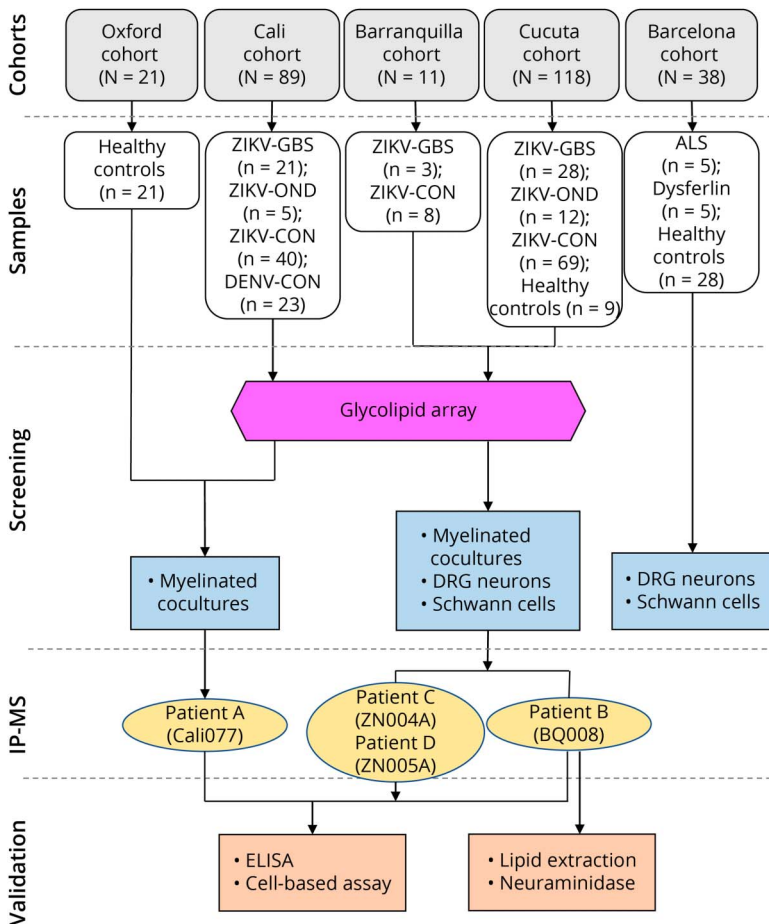 Cohorts
Oxford
cohort
(N = 21)
Cali
cohort
(N = 89)
Barranquilla
cohort
(N = 11)
Cucuta
cohort
(N = 118)
Barcelona
cohort
(N = 38)
Samples
Healthy
controls
(n = 21)
ZIKV-GBS
(n = 21);
ZIKV-OND
(n = 5);
ZIKV-CON
(n = 40);
DENV-CON
(n = 23)
ZIKV-GBS
(n = 3);
ZIKV-CON
(n = 8)
ZIKV-GBS
(n = 28);
ZIKV-OND
(n = 12);
ZIKV-CON
(n = 69);
Healthy
controls (n = 9)
ALS
(n = 5);
Dysferlin
(n = 5);
Healthy
controls
(n = 28)
Screening
Glycolipid array
• Myelinated
cocultures
• Myelinated
cocultures
• DRG neurons
• Schwann cells
• DRG neurons
• Schwann cells
IP-MS
Patient A
(Cali077)
Patient C
(ZN004A)
Patient D
(ZN005A)
Patient B
(BQ008)
Validation
• ELISA
• Cell-based assay
• Lipid extraction
• Neuraminidase